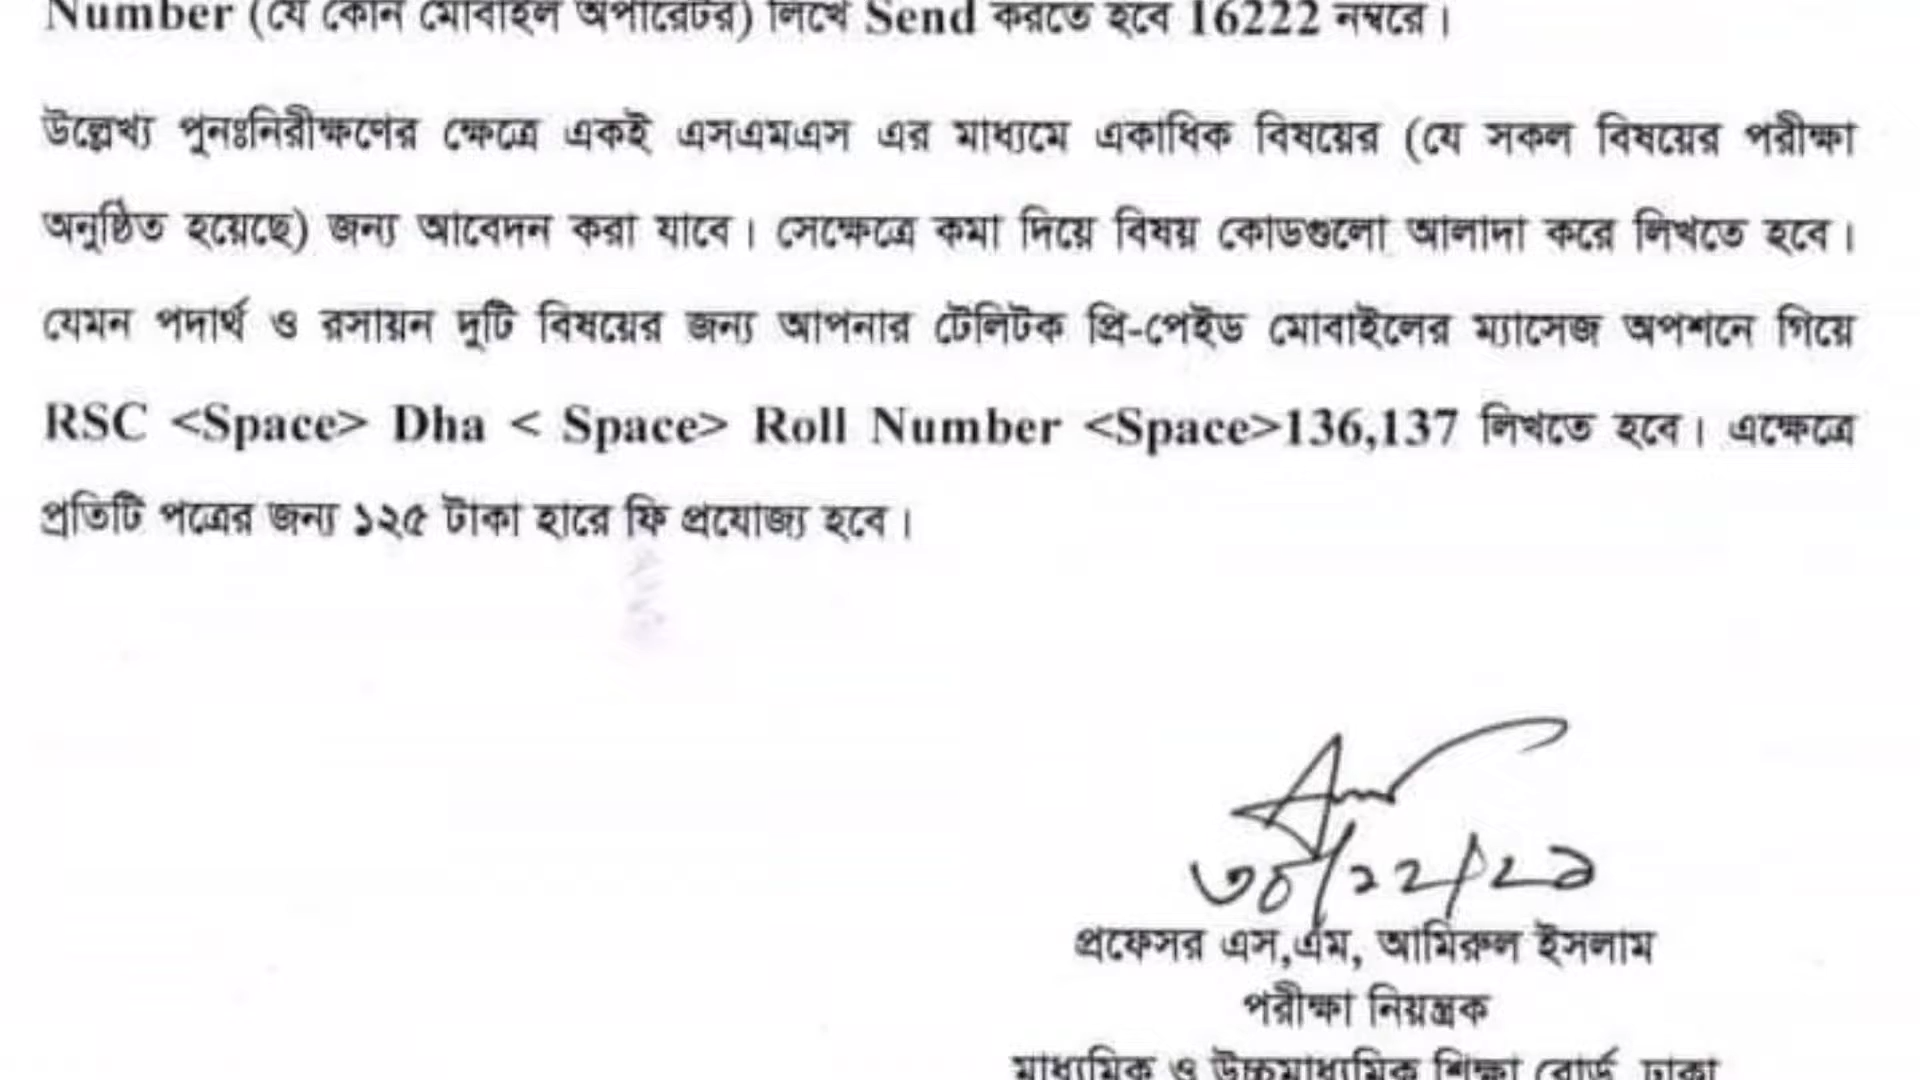 Number (যে কোন মোবাইল অপারেটর) লিখে Send করতে হবে 16222 নম্বরে।
উল্লেখ্য পুনঃনিরীক্ষণের ক্ষেত্রে একই এসএমএস এর মাধ্যমে একাধিক বিষয়ের (যে সকল বিষয়ের পরীক্ষা
অনুষ্ঠিত হয়েছে) জন্য আবেদন করা যাবে। সেক্ষেত্রে কমা দিয়ে বিষয় কোডগুলো আলাদা করে লিখতে হবে।
যেমন পদার্থ ও রসায়ন দুটি বিষয়ের জন্য আপনার টেলিটক প্রি-পেইড মোবাইলের ম্যাসেজ অপশনে গিয়ে
RSC <Space> Dha < Space> Roll Number <Space>136,137 লিখতে হবে। এক্ষেত্রে
প্রতিটি পত্রের জন্য ১২৫ টাকা হারে ফি প্রযোজ্য হবে।
প্রফেসর এস,এম, আমিরুল ইসলাম
পরীক্ষা নিয়ন্ত্রক
মাধ্যমিক ও উচ্চমাধ্যমিক শিক্ষা বোর্ড, ঢাকা